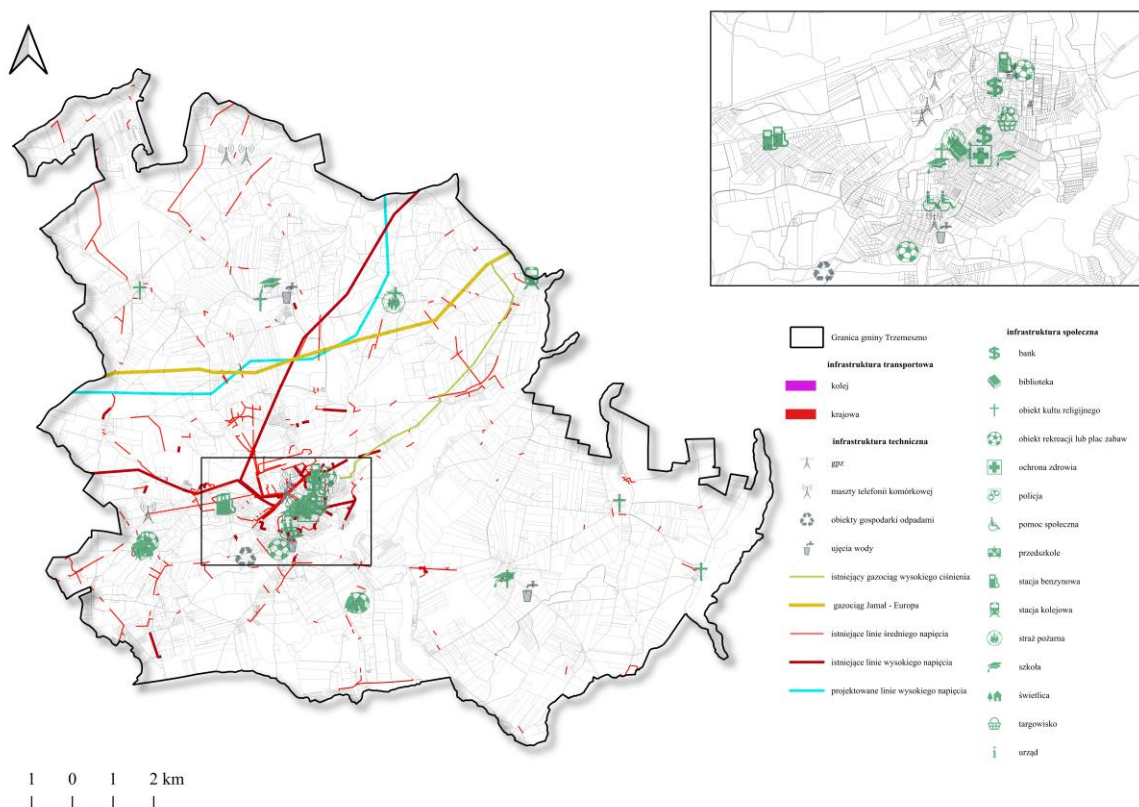 Granica gminy Trzemeszno
infrastruktura transportowa
kolej
krajowa
infrastruktura techniczna
gpz
maszty telefonii komórkowej
obiekty gospodarki odpadami
ujęcia wody
istniejący gazociąg wysokiego ciśnienia
gazociąg Jamał - Europa
istniejące linie średniego napięcia
istniejące linie wysokiego napięcia
projektowane linie wysokiego napięcia
infrastruktura społeczna
bank
biblioteka
obiekt kultu religijnego
obiekt rekreacji lub plac zabaw
ochrona zdrowia
policja
pomoc społeczna
przedszkole
stacja benzynowa
stacja kolejowa
straż pożarna
szkoła
świetlica
targowisko
urząd
1 0 1 2 km